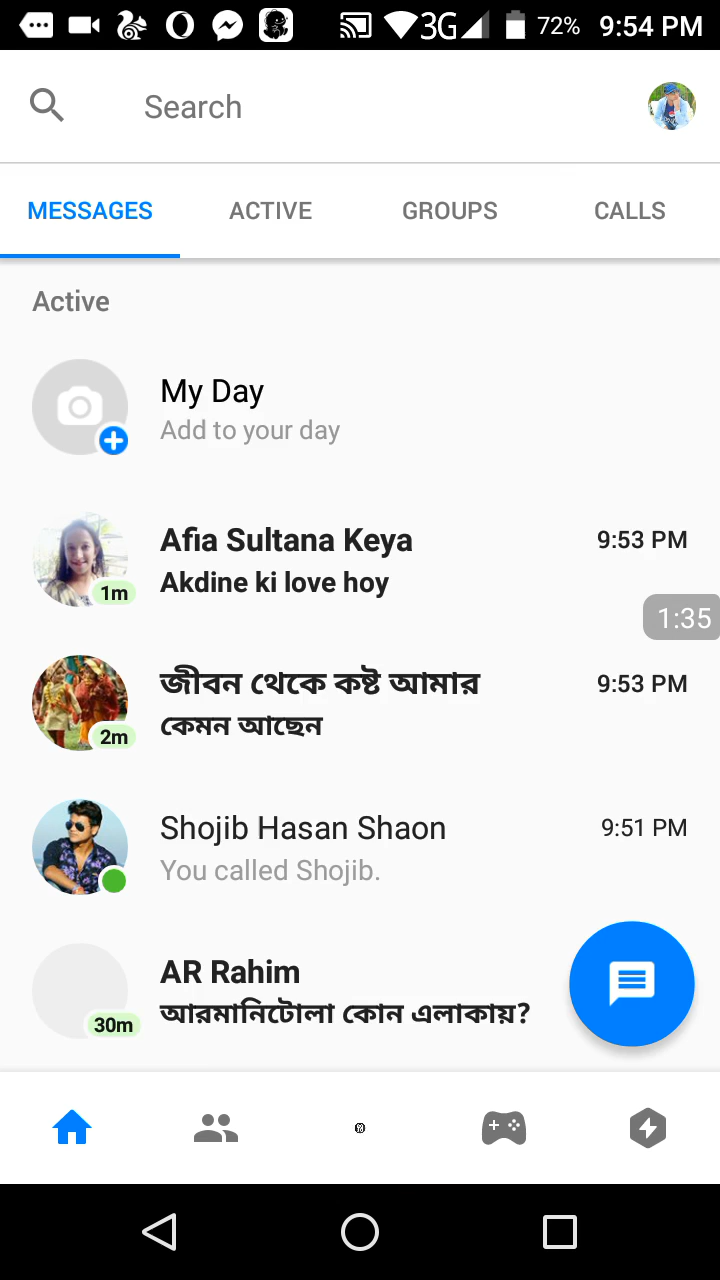 3G 72% 9:54 PM
Search
MESSAGES ACTIVE GROUPS CALLS
Active
My Day
Add to your day
Afia Sultana Keya 9:53 PM
Akdine ki love hoy
1m
1:35
জীবন থেকে কষ্ট আমার 9:53 PM
কেমন আছেন
2m
Shojib Hasan Shaon 9:51 PM
You called Shojib.
AR Rahim
আরমানিটোলা কোন এলাকায়?
30m